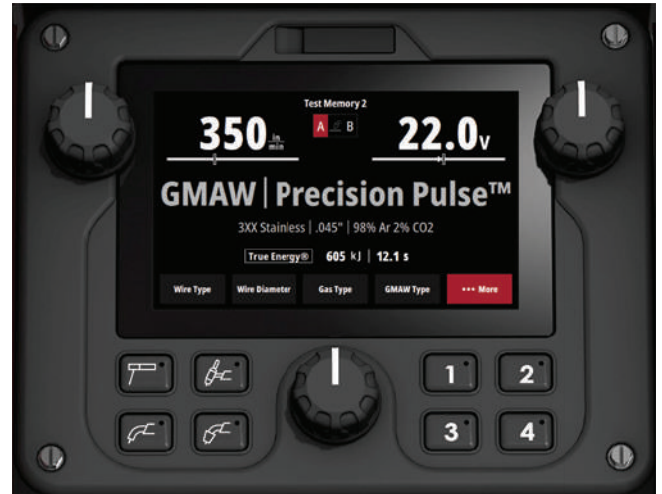 Test Memory 2
350 in/min
A B
22.0 V
GMAW | Precision Pulse™
3XX Stainless | .045" | 98% Ar 2% CO2
True Energy® 605 kJ | 12.1 s
Wire Type Wire Diameter Gas Type GMAW Type ••• More
1 2
3 4